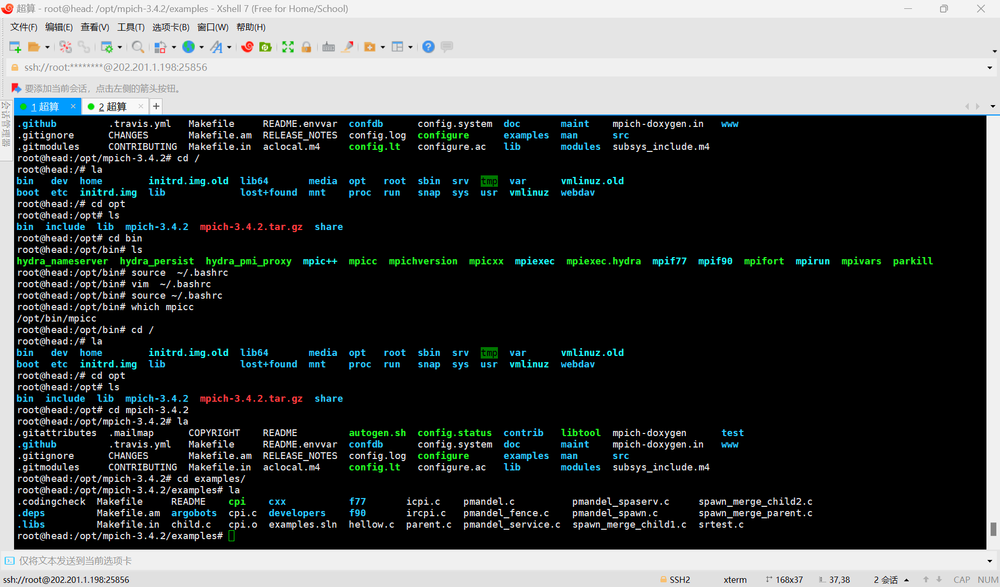 超算 - root@head: /opt/mpich-3.4.2/examples - Xshell 7 (Free for Home/School)
文件(F) 编辑(E) 查看(V) 工具(T) 选项卡(B) 窗口(W) 帮助(H)
ssh://root:********@202.201.1.198:25856
要添加当前会话，点击左侧的箭头按钮。
会话管理器
1 超算 × 2 超算 × +
.github .travis.yml Makefile README.envvar confdb config.system doc maint mpich-doxygen.in www
.gitignore CHANGES Makefile.am RELEASE_NOTES config.log configure examples man src
.gitmodules CONTRIBUTING Makefile.in aclocal.m4 config.lt configure.ac lib modules subsys_include.m4
root@head:/opt/mpich-3.4.2# cd /
root@head:/# la
bin dev home initrd.img.old lib64 media opt root sbin srv tmp var vmlinuz.old
boot etc initrd.img lib lost+found mnt proc run snap sys usr vmlinuz webdav
root@head:/# cd opt
root@head:/opt# ls
bin include lib mpich-3.4.2 mpich-3.4.2.tar.gz share
root@head:/opt# cd bin
root@head:/opt/bin# ls
hydra_nameserver hydra_persist hydra_pmi_proxy mpic++ mpicc mpichversion mpicxx mpiexec mpiexec.hydra mpif77 mpif90 mpifort mpirun mpivars parkill
root@head:/opt/bin# source  ~/.bashrc
root@head:/opt/bin# vim  ~/.bashrc
root@head:/opt/bin# source ~/.bashrc
root@head:/opt/bin# which mpicc
/opt/bin/mpicc
root@head:/opt/bin# cd /
root@head:/# la
bin dev home initrd.img.old lib64 media opt root sbin srv tmp var vmlinuz.old
boot etc initrd.img lib lost+found mnt proc run snap sys usr vmlinuz webdav
root@head:/# cd opt
root@head:/opt# ls
bin include lib mpich-3.4.2 mpich-3.4.2.tar.gz share
root@head:/opt# cd mpich-3.4.2
root@head:/opt/mpich-3.4.2# la
.gitattributes .mailmap COPYRIGHT README autogen.sh config.status contrib libtool mpich-doxygen test
.github .travis.yml Makefile README.envvar confdb config.system doc maint mpich-doxygen.in www
.gitignore CHANGES Makefile.am RELEASE_NOTES config.log configure examples man src
.gitmodules CONTRIBUTING Makefile.in aclocal.m4 config.lt configure.ac lib modules subsys_include.m4
root@head:/opt/mpich-3.4.2# cd examples/
root@head:/opt/mpich-3.4.2/examples# la
.codingcheck Makefile README cpi cxx f77 icpi.c pmandel.c pmandel_spaserv.c spawn_merge_child2.c
.deps Makefile.am argobots cpi.c developers f90 ircpi.c pmandel_fence.c pmandel_spawn.c spawn_merge_parent.c
.libs Makefile.in child.c cpi.o examples.sln hellow.c parent.c pmandel_service.c spawn_merge_child1.c srtest.c
root@head:/opt/mpich-3.4.2/examples#
仅将文本发送到当前选项卡
ssh://root@202.201.1.198:25856 SSH2 xterm 168x37 37,38 2 会话 CAP NUM